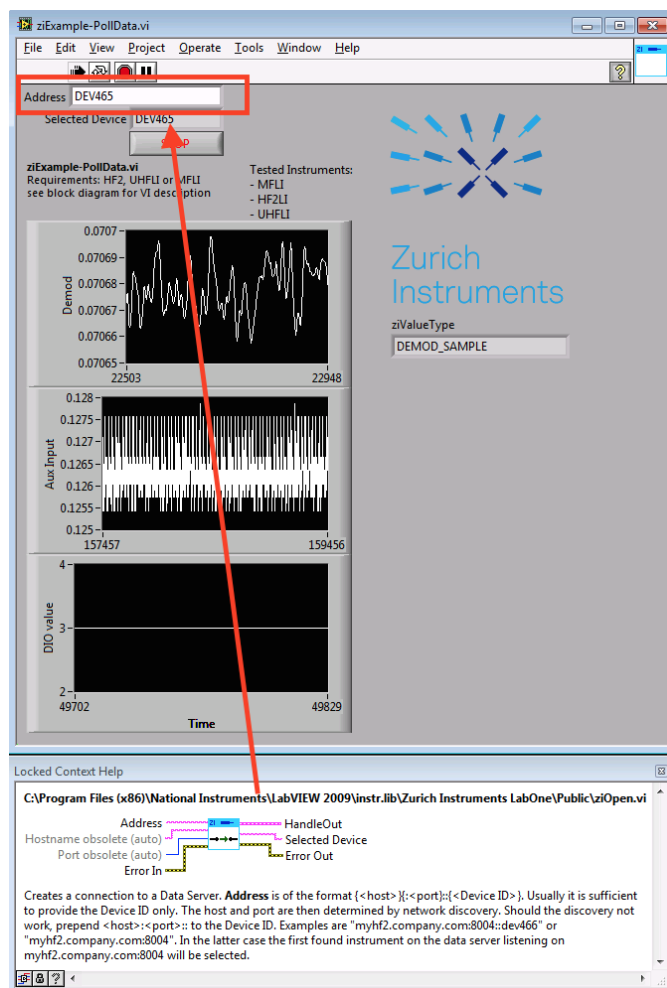 ziExample-PollData.vi
File Edit View Project Operate Tools Window Help
Address DEV465
Selected Device DEV465
ziExample-PollData.vi
Requirements: HF2, UHFLI or MFLI
see block diagram for VI description
Tested Instruments:
- MFLI
- HF2LI
- UHFLI
Zurich
Instruments
ziValueType
DEMOD_SAMPLE
Demod
0.0707
0.07069
0.07068
0.07067
0.07066
0.07065
22503 22948
Aux Input
0.128
0.1275
0.127
0.1265
0.126
0.1255
0.125
157457 159456
DIO value
4
3
2
49702 49829
Time
Locked Context Help
C:\Program Files (x86)\National Instruments\LabVIEW 2009\instr.lib\Zurich Instruments LabOne\Public\ziOpen.vi
Address
Hostname obsolete (auto)
Port obsolete (auto)
Error In
ZI
HandleOut
Selected Device
Error Out
Creates a connection to a Data Server. Address is of the format {<host>}{:<port>::{<Device ID>}. Usually it is sufficient
to provide the Device ID only. The host and port are then determined by network discovery. Should the discovery not
work, prepend <host>:<port>:: to the Device ID. Examples are "myhf2.company.com:8004::dev466" or
"myhf2.company.com:8004". In the latter case the first found instrument on the data server listening on
myhf2.company.com:8004 will be selected.